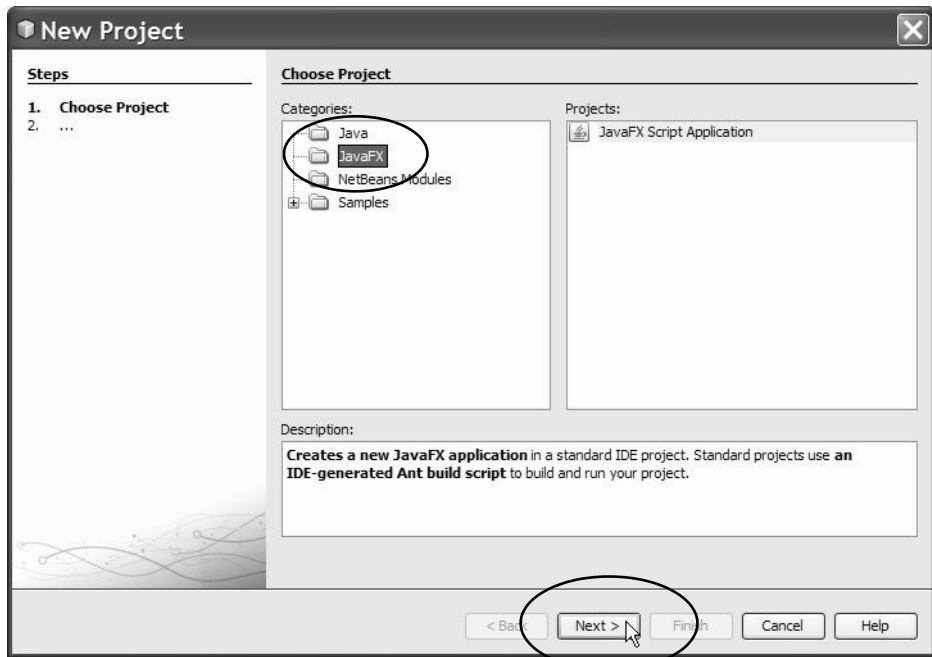 New Project
Steps
1. Choose Project
2. ...
Choose Project
Categories:
Java
JavaFX
NetBeans Modules
Samples
Projects:
JavaFX Script Application
Description:
Creates a new JavaFX application in a standard IDE project. Standard projects use an
IDE-generated Ant build script to build and run your project.
< Back
Next >
Finish
Cancel
Help